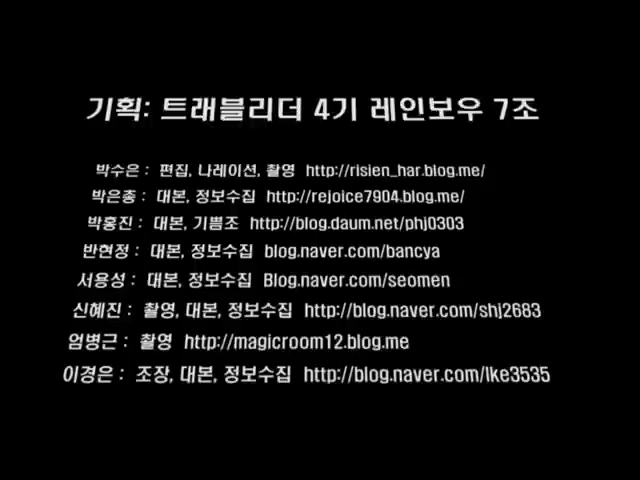 기획: 트래블리더 4기 레인보우 7조
박수은 : 편집, 나레이션, 촬영 http://risien_har.blog.me/
박은총 : 대본, 정보수집 http://rejoice7904.blog.me/
박홍진 : 대본, 기쁨조 http://blog.daum.net/phj0303
반현정 : 대본, 정보수집 blog.naver.com/bancya
서용성 : 대본, 정보수집 Blog.naver.com/seomen
신혜진 : 촬영, 대본, 정보수집 http://blog.naver.com/shj2683
엄병근 : 촬영 http://magicroom12.blog.me
이경은 : 조장, 대본, 정보수집 http://blog.naver.com/lke3535